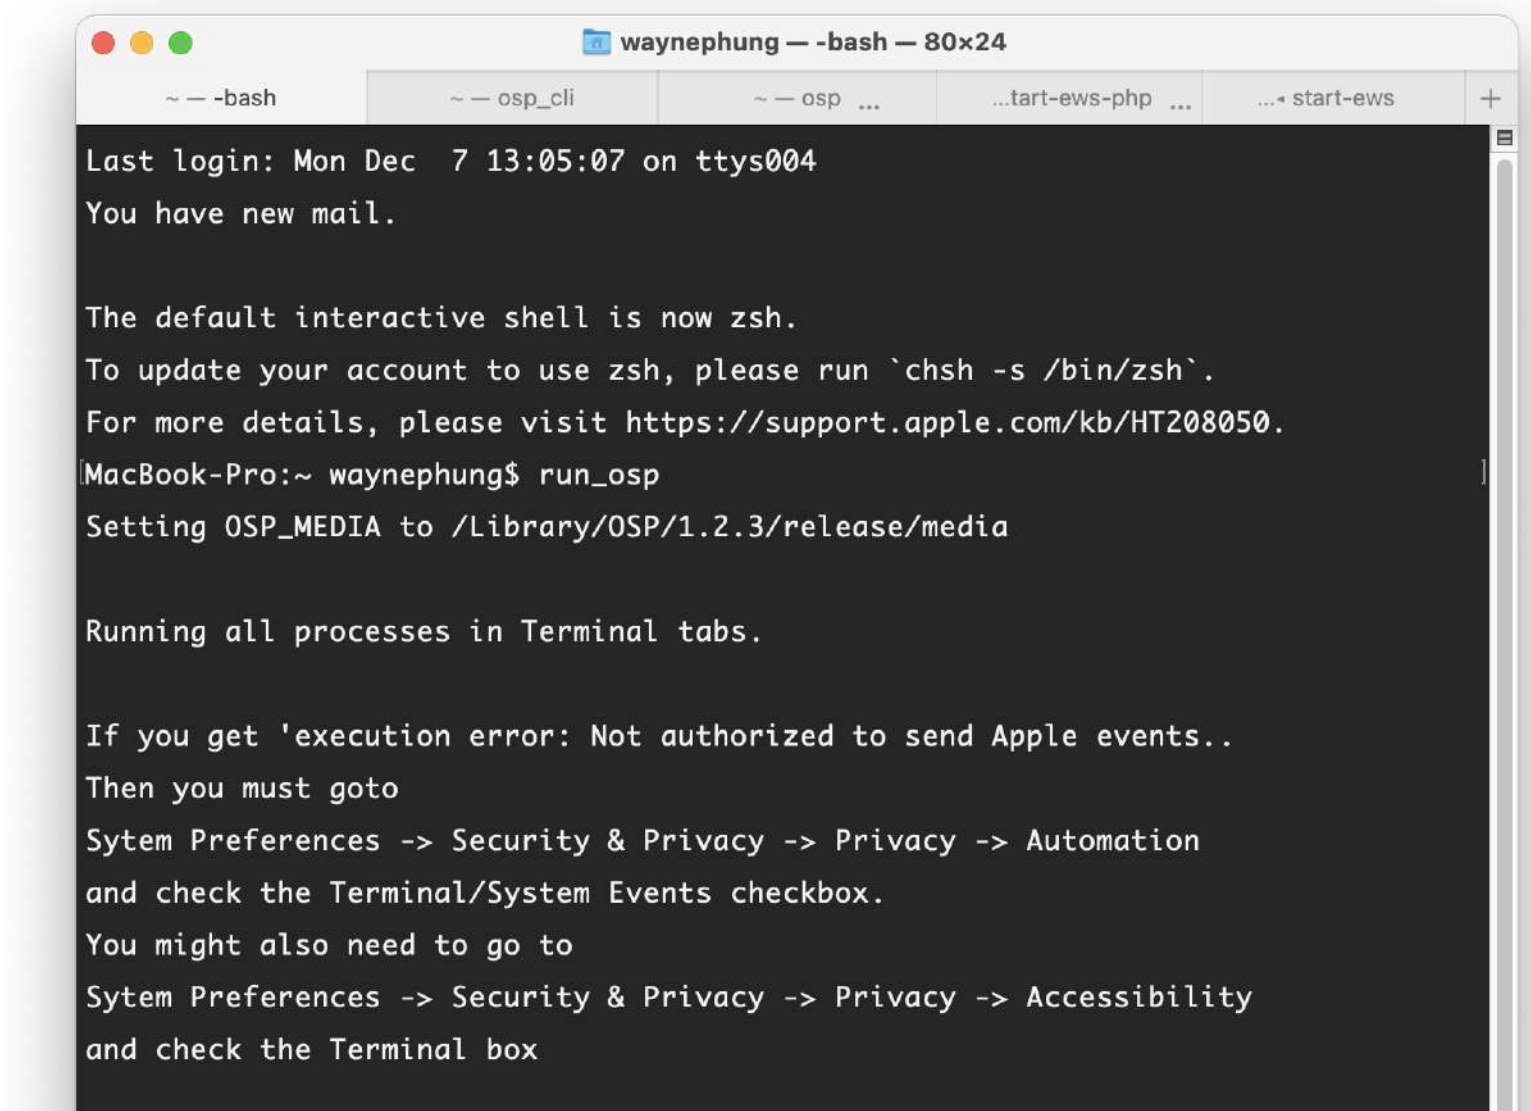 waynephung — -bash — 80×24
~ — -bash ~ — osp_cli ~ — osp ... ...tart-ews-php ... ...◂ start-ews +
Last login: Mon Dec  7 13:05:07 on ttys004
You have new mail.
The default interactive shell is now zsh.
To update your account to use zsh, please run `chsh -s /bin/zsh`.
For more details, please visit https://support.apple.com/kb/HT208050.
[MacBook-Pro:~ waynephung$ run_osp ]
Setting OSP_MEDIA to /Library/OSP/1.2.3/release/media
Running all processes in Terminal tabs.
If you get 'execution error: Not authorized to send Apple events..
Then you must goto
Sytem Preferences -> Security & Privacy -> Privacy -> Automation
and check the Terminal/System Events checkbox.
You might also need to go to
Sytem Preferences -> Security & Privacy -> Privacy -> Accessibility
and check the Terminal box